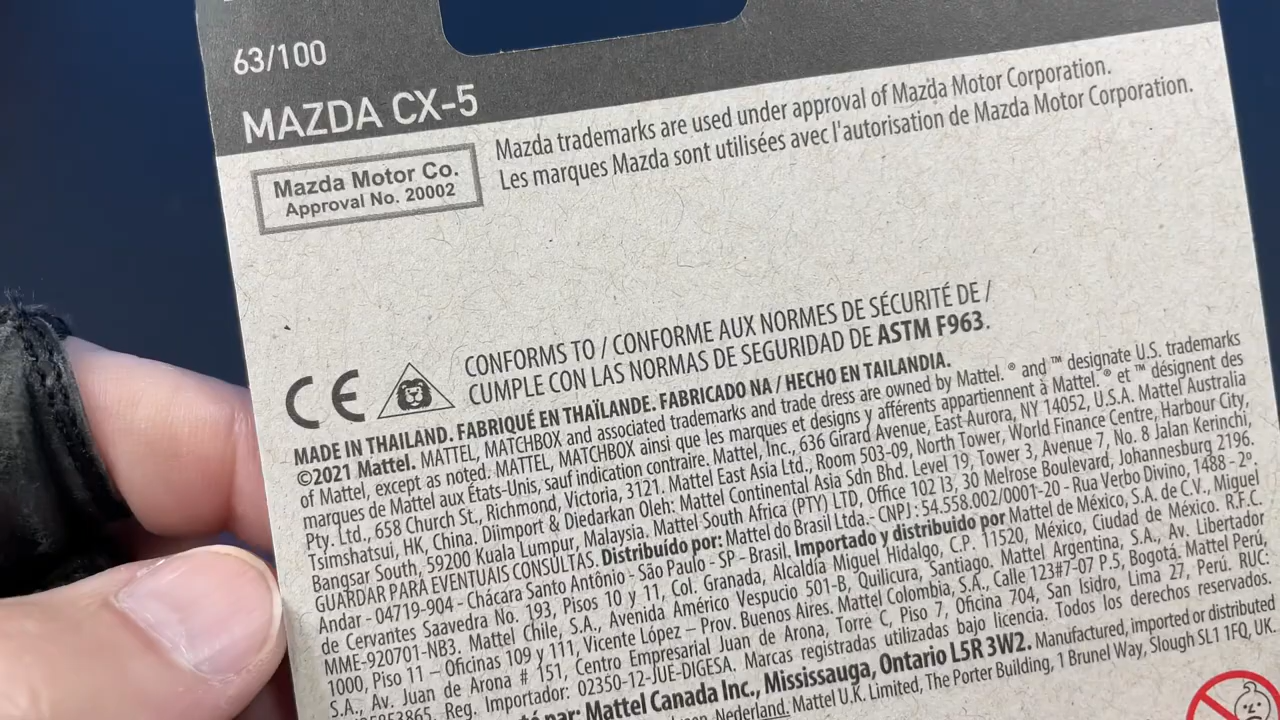 63/100
MAZDA CX-5
Mazda Motor Co.
Approval No. 20002
Mazda trademarks are used under approval of Mazda Motor Corporation.
Les marques Mazda sont utilisées avec l'autorisation de Mazda Motor Corporation.
CE
CONFORMS TO / CONFORME AUX NORMES DE SÉCURITÉ DE /
CUMPLE CON LAS NORMAS DE SEGURIDAD DE ASTM F963.
MADE IN THAILAND. FABRIQUÉ EN THAÏLANDE. FABRICADO NA / HECHO EN TAILANDIA.
©2021 Mattel. MATTEL, MATCHBOX and associated trademarks and trade dress are owned by Mattel. ® and ™ designate U.S. trademarks
of Mattel, except as noted. MATTEL, MATCHBOX ainsi que les marques et designs y afférents appartiennent à Mattel. ® et ™ désignent des
marques de Mattel aux États-Unis, sauf indication contraire. Mattel, Inc., 636 Girard Avenue, East-Aurora, NY 14052, U.S.A. Mattel Australia
Pty. Ltd., 658 Church St., Richmond, Victoria, 3121. Mattel East Asia Ltd., Room 503-09, North Tower, World Finance Centre, Harbour City,
Tsimshatsui, HK, China. Diimport & Diedarkan Oleh: Mattel Continental Asia Sdn Bhd. Level 19, Tower 3, Avenue 7, No. 8 Jalan Kerinchi,
Bangsar South, 59200 Kuala Lumpur, Malaysia. Mattel South Africa (PTY) LTD, Office 102 I3, 30 Melrose Boulevard, Johannesburg 2196.
GUARDAR PARA EVENTUAIS CONSULTAS. Distribuído por: Mattel do Brasil Ltda. CNPJ : 54.558.002/0001-20 - Rua Verbo Divino, 1488 - 2º
Andar - 04719-904 - Chácara Santo Antônio - São Paulo - SP – Brasil. Importado y distribuido por Mattel de México, S.A. de C.V., Miguel
de Cervantes Saavedra No. 193, Pisos 10 y 11, Col. Granada, Alcaldía Miguel Hidalgo, C.P. 11520, México, Ciudad de México. R.F.C.
MME-920701-NB3. Mattel Chile, S.A., Avenida Américo Vespucio 501-B, Quilicura, Santiago. Mattel Argentina, S.A., Av. Libertador
1000, Piso 11 – Oficinas 109 y 111, Vicente López – Prov. Buenos Aires. Mattel Colombia, S.A., Calle 123#7-07 P.5, Bogotá. Mattel Perú,
S.A., Av. Juan de Arona # 151, Centro Empresarial Juan de Arona, Torre C, Piso 7, Oficina 704, San Isidro, Lima 27, Perú. RUC:
Reg. Importador: 02350-12-JUE-DIGESA. Marcas registradas utilizadas bajo licencia. Todos los derechos reservados.
par: Mattel Canada Inc., Mississauga, Ontario L5R 3W2. Manufactured, imported or distributed
Nederland. Mattel U.K. Limited, The Porter Building, 1 Brunel Way, Slough SL1 1FQ, UK.